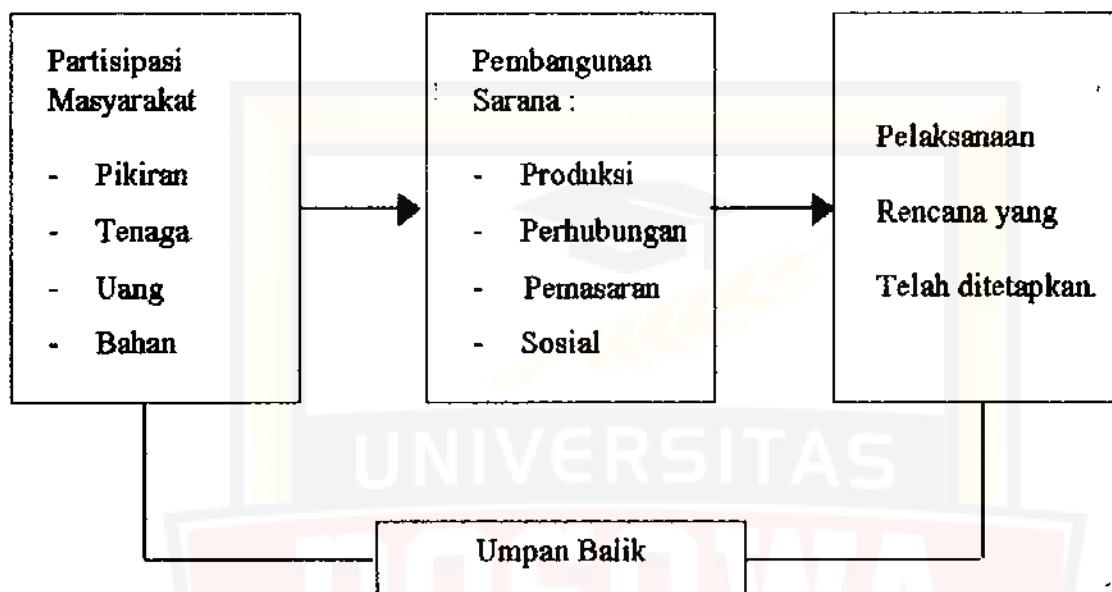 Partisipasi
Masyarakat
- Pikiran
- Tenaga
- Uang
- Bahan
Pembangunan
Sarana :
- Produksi
- Perhubungan
- Pemasaran
- Sosial
Pelaksanaan
Rencana yang
Telah ditetapkan.
Umpan Balik
UNIVERSITAS
BOSOWA